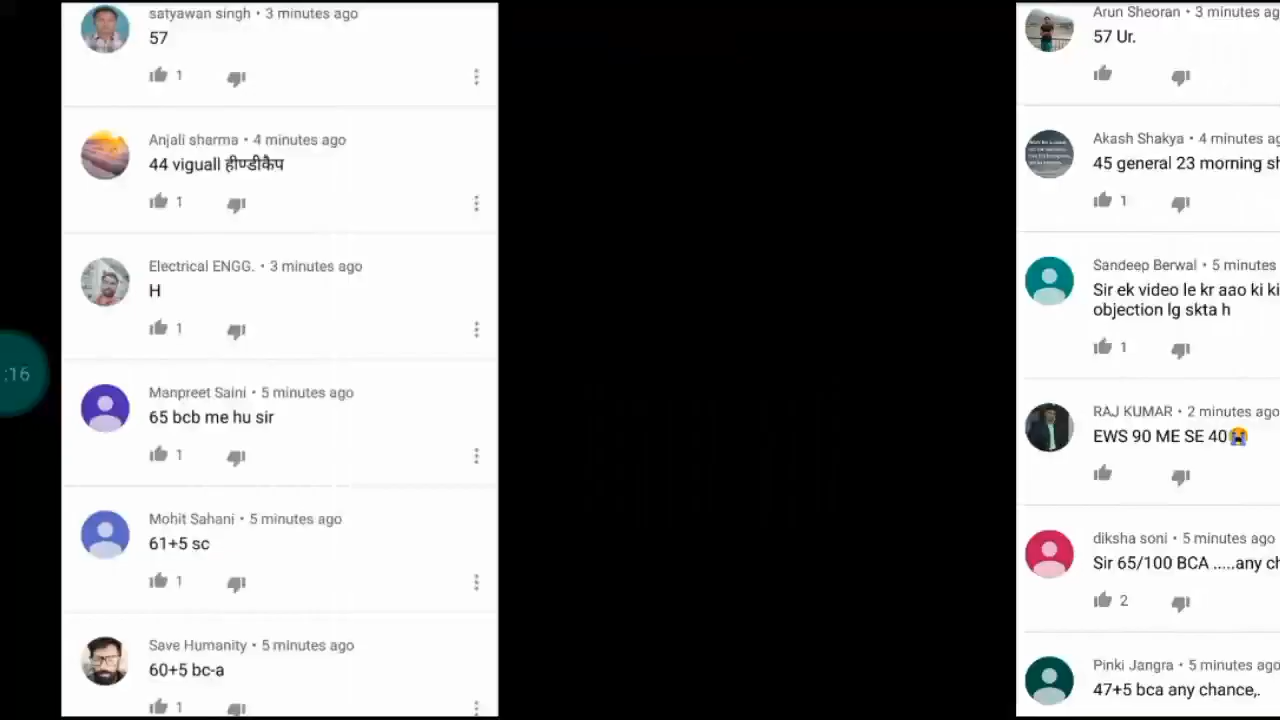 satyawan singh • 3 minutes ago
57
1
Anjali sharma • 4 minutes ago
44 viguall हीण्डीकैप
1
Electrical ENGG. • 3 minutes ago
H
1
:16
Manpreet Saini • 5 minutes ago
65 bcb me hu sir
1
Mohit Sahani • 5 minutes ago
61+5 sc
1
Save Humanity • 5 minutes ago
60+5 bc-a
1
Arun Sheoran • 3 minutes ag
57 Ur.
Akash Shakya • 4 minutes ag
45 general 23 morning sh
1
Sandeep Berwal • 5 minutes
Sir ek video le kr aao ki ki
objection lg skta h
1
RAJ KUMAR • 2 minutes ago
EWS 90 ME SE 40😭
diksha soni • 5 minutes ago
Sir 65/100 BCA .....any ch
2
Pinki Jangra • 5 minutes ago
47+5 bca any chance,.